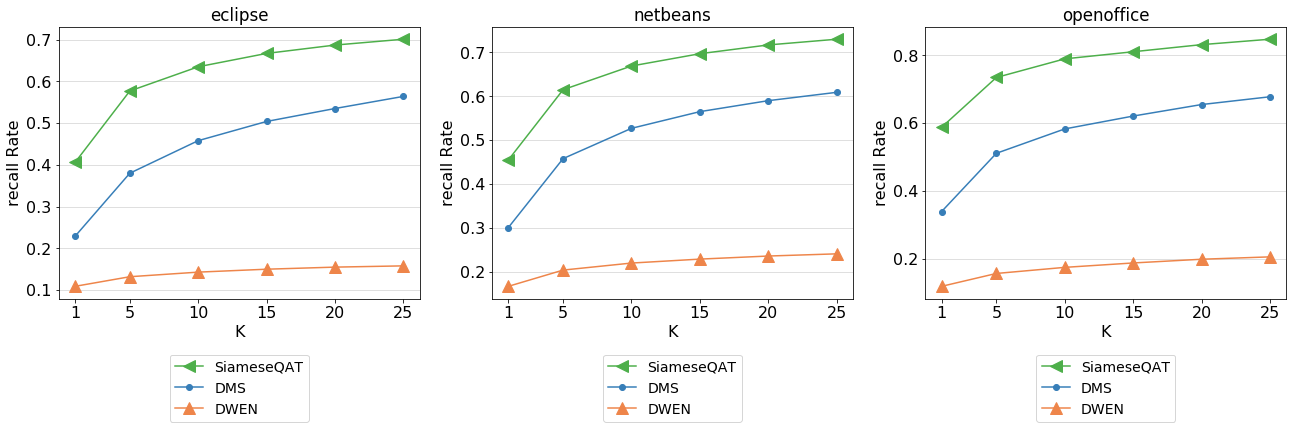 eclipse
recall Rate
0.7
0.6
0.5
0.4
0.3
0.2
0.1
1 5 10 15 20 25
K
SiameseQAT
DMS
DWEN
netbeans
recall Rate
0.7
0.6
0.5
0.4
0.3
0.2
1 5 10 15 20 25
K
SiameseQAT
DMS
DWEN
openoffice
recall Rate
0.8
0.6
0.4
0.2
1 5 10 15 20 25
K
SiameseQAT
DMS
DWEN